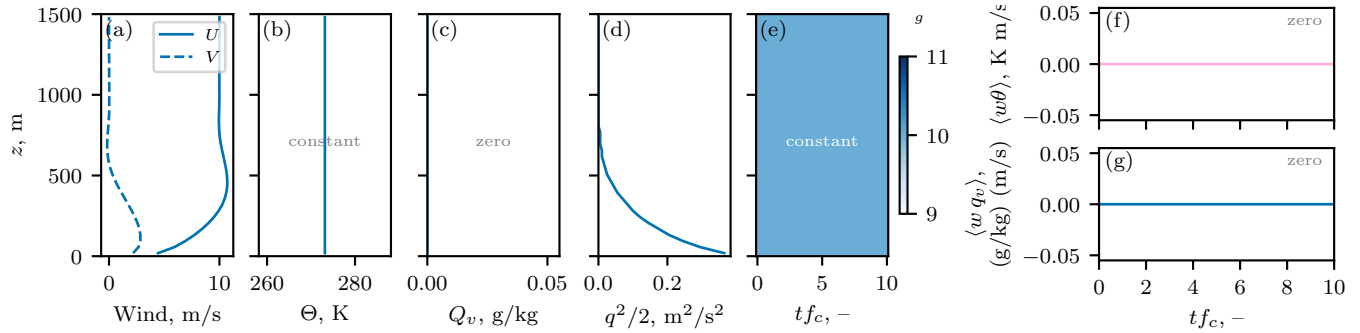 (a)
U
V
1500
1000
500
0
z, m
0
10
Wind, m/s
(b)
constant
260
280
Θ, K
(c)
zero
0.00
0.05
Q_v, g/kg
(d)
0.0
0.2
q²/2, m²/s²
(e)
constant
0
5
10
tf_c, –
g
11
10
9
(f)
zero
0.05
0.00
−0.05
⟨wθ⟩, K m/s
(g)
zero
0.05
0.00
−0.05
⟨w q_v⟩,
(g/kg) (m/s)
0
2
4
6
8
10
tf_c, –